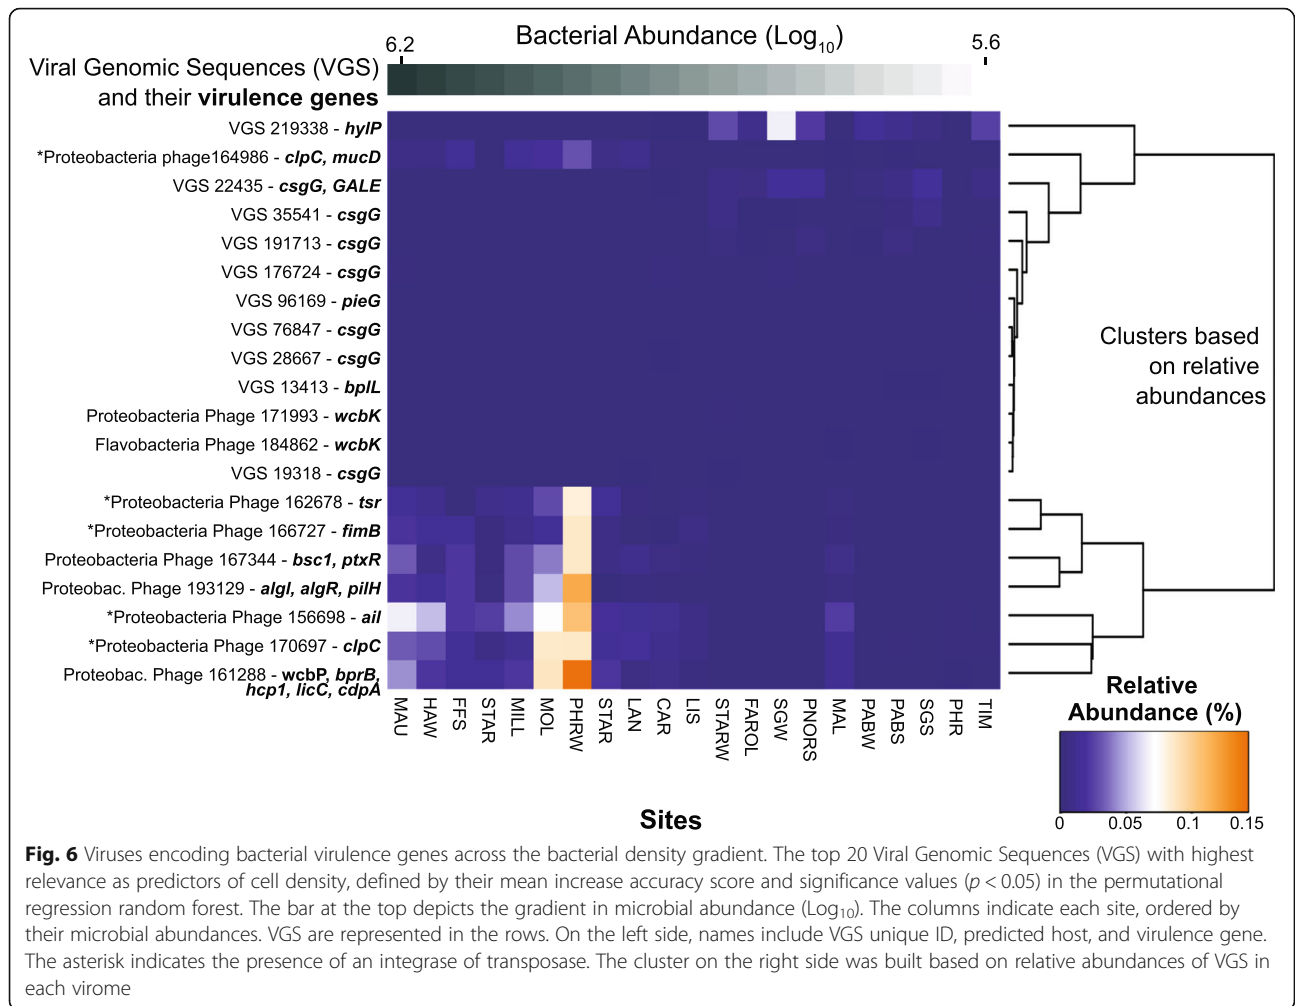 Bacterial Abundance (Log10)
6.2
5.6
Viral Genomic Sequences (VGS)
and their virulence genes
VGS 219338 - hylP
*Proteobacteria phage164986 - clpC, mucD
VGS 22435 - csgG, GALE
VGS 35541 - csgG
VGS 191713 - csgG
VGS 176724 - csgG
VGS 96169 - pieG
VGS 76847 - csgG
VGS 28667 - csgG
VGS 13413 - bplL
Proteobacteria Phage 171993 - wcbK
Flavobacteria Phage 184862 - wcbK
VGS 19318 - csgG
*Proteobacteria Phage 162678 - tsr
*Proteobacteria Phage 166727 - fimB
Proteobacteria Phage 167344 - bsc1, ptxR
Proteobac. Phage 193129 - algI, algR, pilH
*Proteobacteria Phage 156698 - ail
*Proteobacteria Phage 170697 - clpC
Proteobac. Phage 161288 - wcbP, bprB,
hcp1, licC, cdpA
Clusters based
on relative
abundances
MAU
HAW
FFS
STAR
MILL
MOL
PHRW
STAR
LAN
CAR
LIS
STARW
FAROL
SGW
PNORS
MAL
PABW
PABS
SGS
PHR
TIM
Sites
Relative
Abundance (%)
0 0.05 0.1 0.15
Fig. 6 Viruses encoding bacterial virulence genes across the bacterial density gradient. The top 20 Viral Genomic Sequences (VGS) with highest
relevance as predictors of cell density, defined by their mean increase accuracy score and significance values (p < 0.05) in the permutational
regression random forest. The bar at the top depicts the gradient in microbial abundance (Log10). The columns indicate each site, ordered by
their microbial abundances. VGS are represented in the rows. On the left side, names include VGS unique ID, predicted host, and virulence gene.
The asterisk indicates the presence of an integrase of transposase. The cluster on the right side was built based on relative abundances of VGS in
each virome